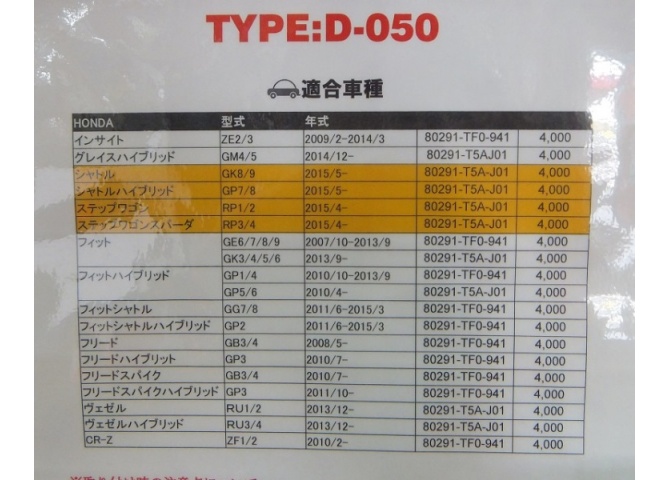 TYPE:D-050
適合車種
HONDA 型式 年式
インサイト ZE2/3 2009/2-2014/3 80291-TF0-941 4,000
グレイスハイブリッド GM4/5 2014/12- 80291-T5AJ01 4,000
シャトル GK8/9 2015/5- 80291-T5A-J01 4,000
シャトルハイブリッド GP7/8 2015/5- 80291-T5A-J01 4,000
ステップワゴン RP1/2 2015/4- 80291-T5A-J01 4,000
ステップワゴンスパーダ RP3/4 2015/4- 80291-T5A-J01 4,000
フィット GE6/7/8/9 2007/10-2013/9 80291-TF0-941 4,000
GK3/4/5/6 2013/9- 80291-T5A-J01 4,000
フィットハイブリッド GP1/4 2010/10-2013/9 80291-TF0-941 4,000
GP5/6 2010/4- 80291-T5A-J01 4,000
フィットシャトル GG7/8 2011/6-2015/3 80291-TF0-941 4,000
フィットシャトルハイブリッド GP2 2011/6-2015/3 80291-TF0-941 4,000
フリード GB3/4 2008/5- 80291-TF0-941 4,000
フリードハイブリット GP3 2010/7- 80291-TF0-941 4,000
フリードスパイク GB3/4 2010/7- 80291-TF0-941 4,000
フリードスパイクハイブリッド GP3 2011/10- 80291-TF0-941 4,000
ヴェゼル RU1/2 2013/12- 80291-T5A-J01 4,000
ヴェゼルハイブリッド RU3/4 2013/12- 80291-T5A-J01 4,000
CR-Z ZF1/2 2010/2- 80291-TF0-941 4,000